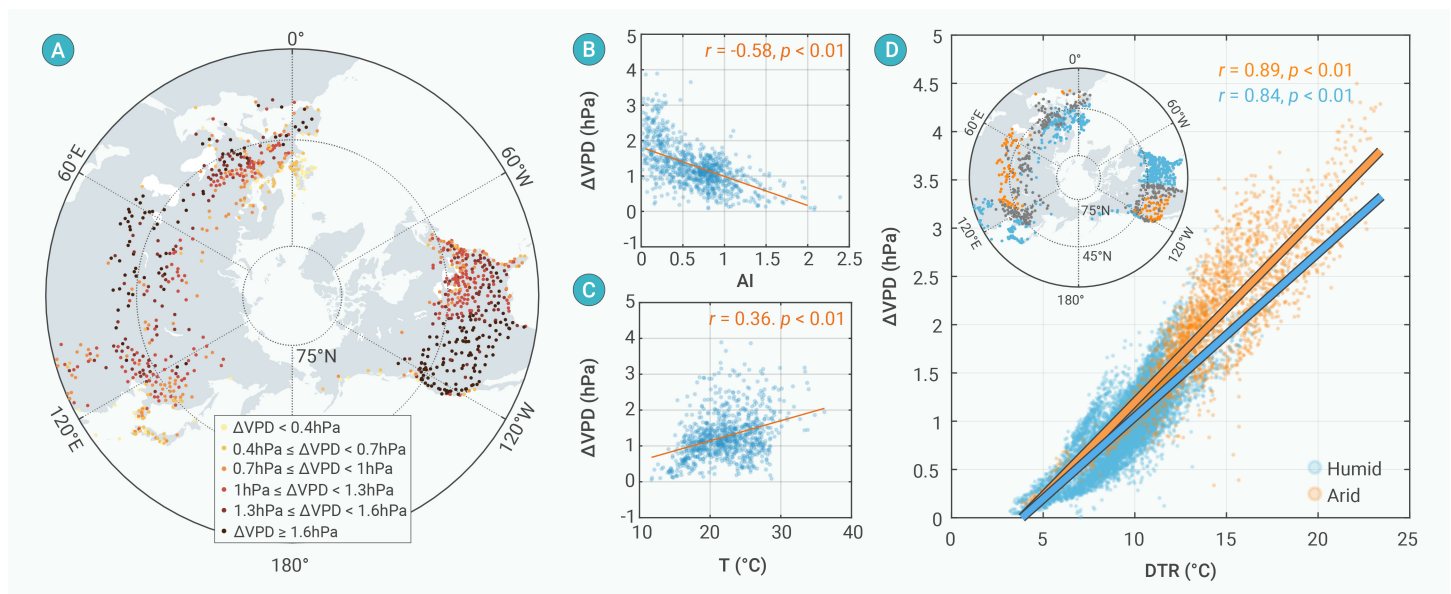 A
0°
60°E
60°W
75°N
120°E
120°W
180°
ΔVPD < 0.4hPa
0.4hPa ≤ ΔVPD < 0.7hPa
0.7hPa ≤ ΔVPD < 1hPa
1hPa ≤ ΔVPD < 1.3hPa
1.3hPa ≤ ΔVPD < 1.6hPa
ΔVPD ≥ 1.6hPa
B
r = -0.58, p < 0.01
ΔVPD (hPa)
5
4
3
2
1
0
-1
0 0.5 1 1.5 2 2.5
AI
C
r = 0.36. p < 0.01
ΔVPD (hPa)
5
4
3
2
1
0
-1
10 20 30 40
T (°C)
D
r = 0.89, p < 0.01
r = 0.84, p < 0.01
0°
60°E
60°W
75°N
45°N
120°E
120°W
180°
ΔVPD (hPa)
5
4.5
4
3.5
3
2.5
2
1.5
1
0.5
0
Humid
Arid
0 5 10 15 20 25
DTR (°C)